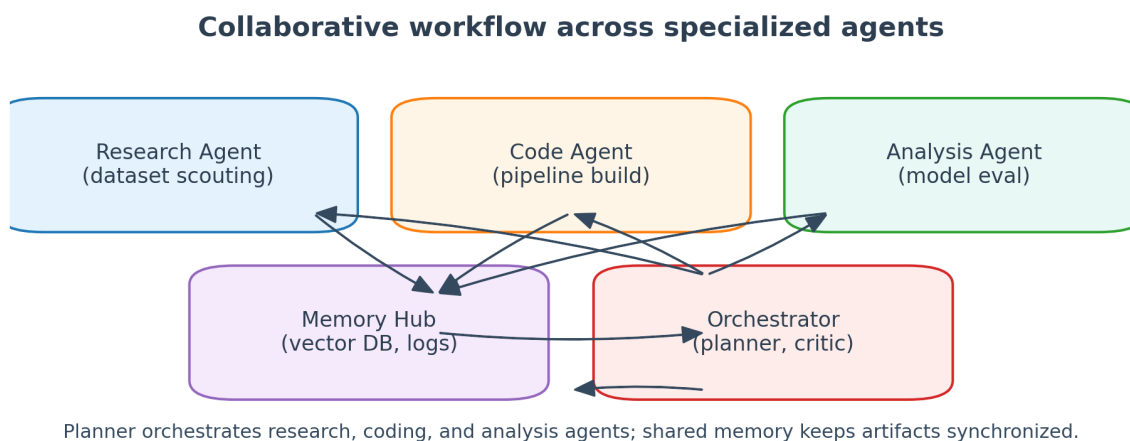 Collaborative workflow across specialized agents
Research Agent
(dataset scouting)
Code Agent
(pipeline build)
Analysis Agent
(model eval)
Memory Hub
(vector DB, logs)
Orchestrator
(planner, critic)
Planner orchestrates research, coding, and analysis agents; shared memory keeps artifacts synchronized.